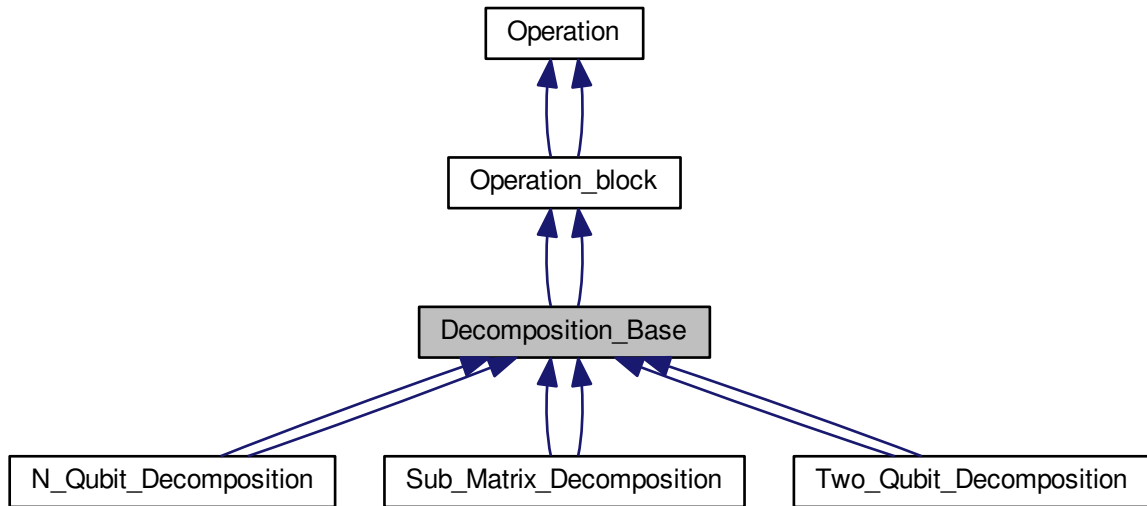 Operation
Operation_block
Decomposition_Base
N_Qubit_Decomposition
Sub_Matrix_Decomposition
Two_Qubit_Decomposition